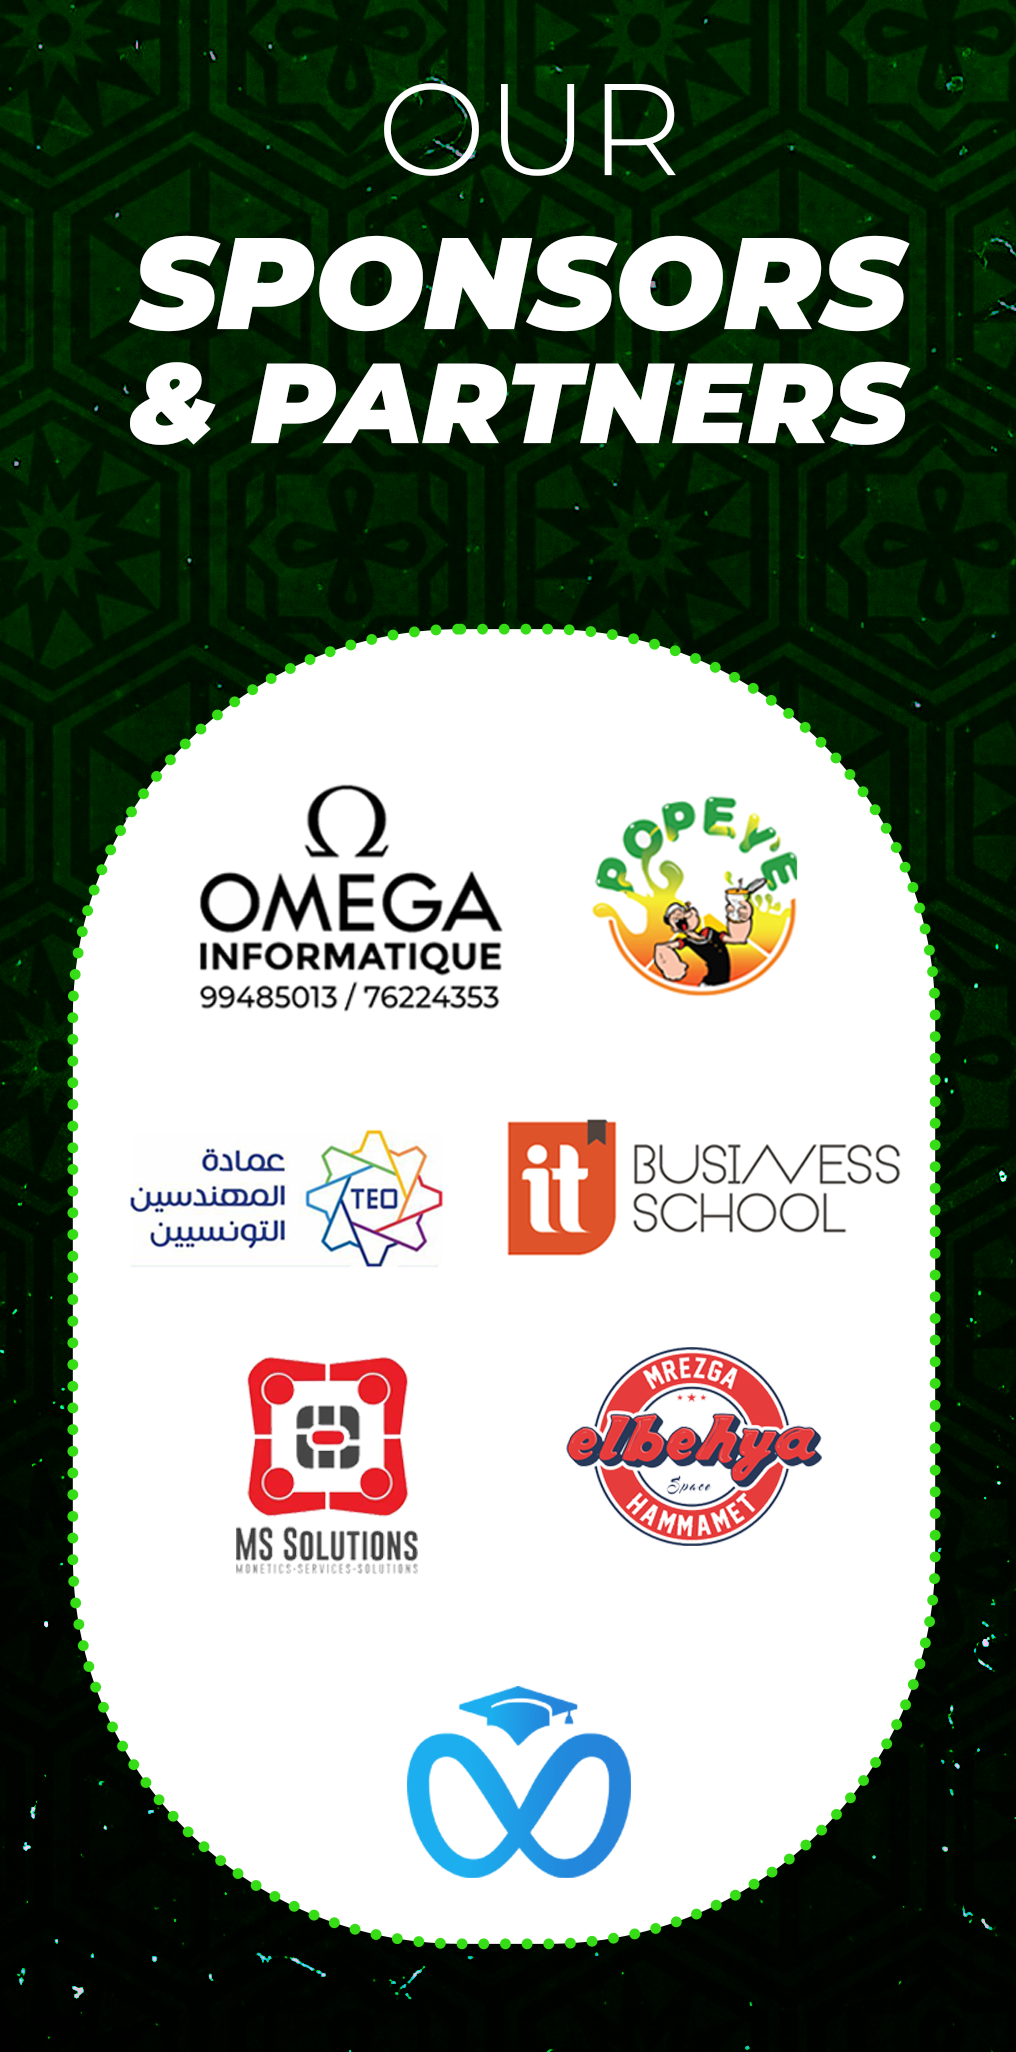 OUR
SPONSORS
& PARTNERS
OMEGA
INFORMATIQUE
99485013 / 76224353
POPEYE
عمادة
المهندسين
التونسيين
TEO
it
BUSINESS
SCHOOL
MS SOLUTIONS
MONETICS-SERVICES-SOLUTIONS
MREZGA
elbehya
Space
HAMMAMET